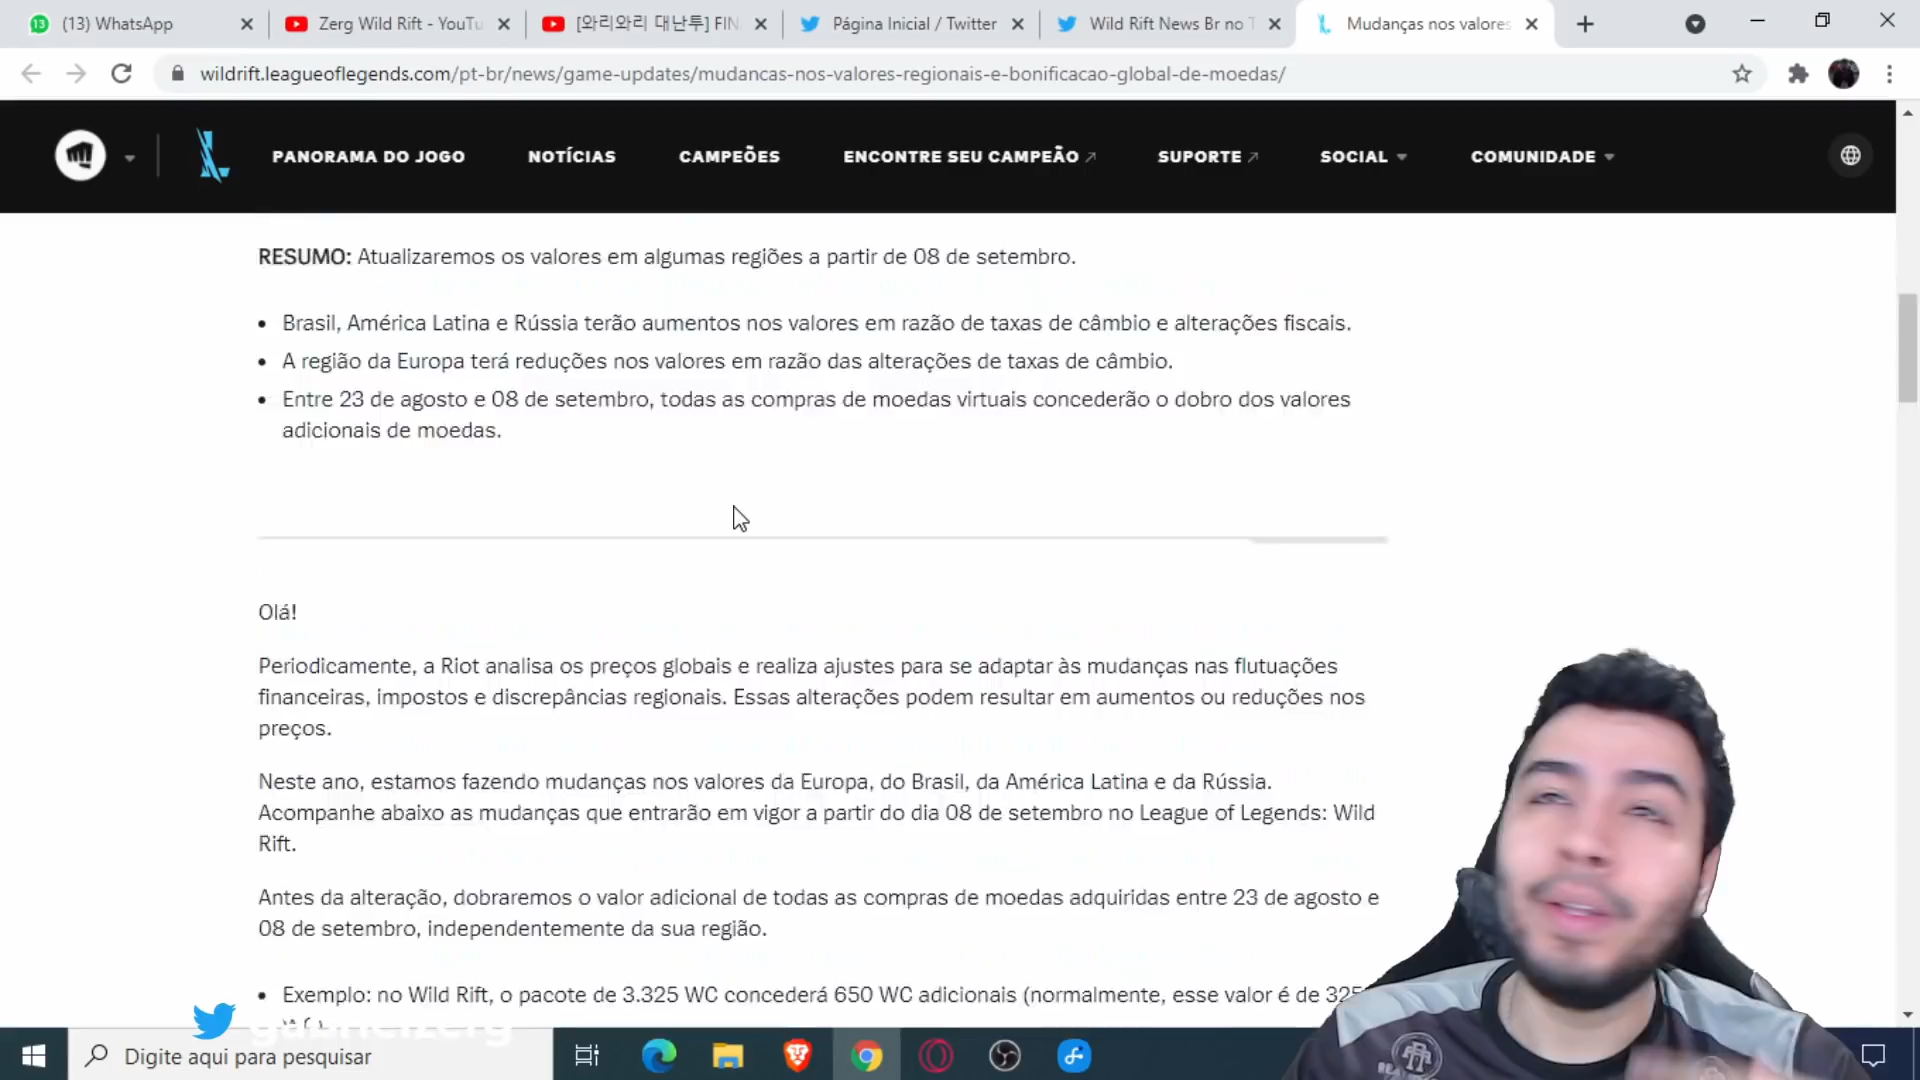 (13) WhatsApp
Zerg Wild Rift - YouTu
[와리와리 대난투] FIN
Página Inicial / Twitter
Wild Rift News Br no T
Mudanças nos valores
wildrift.leagueoflegends.com/pt-br/news/game-updates/mudancas-nos-valores-regionais-e-bonificacao-global-de-moedas/
PANORAMA DO JOGO
NOTÍCIAS
CAMPEÕES
ENCONTRE SEU CAMPEÃO
SUPORTE
SOCIAL
COMUNIDADE
RESUMO: Atualizaremos os valores em algumas regiões a partir de 08 de setembro.
• Brasil, América Latina e Rússia terão aumentos nos valores em razão de taxas de câmbio e alterações fiscais.
• A região da Europa terá reduções nos valores em razão das alterações de taxas de câmbio.
• Entre 23 de agosto e 08 de setembro, todas as compras de moedas virtuais concederão o dobro dos valores
adicionais de moedas.
Olá!
Periodicamente, a Riot analisa os preços globais e realiza ajustes para se adaptar às mudanças nas flutuações
financeiras, impostos e discrepâncias regionais. Essas alterações podem resultar em aumentos ou reduções nos
preços.
Neste ano, estamos fazendo mudanças nos valores da Europa, do Brasil, da América Latina e da Rússia.
Acompanhe abaixo as mudanças que entrarão em vigor a partir do dia 08 de setembro no League of Legends: Wild
Rift.
Antes da alteração, dobraremos o valor adicional de todas as compras de moedas adquiridas entre 23 de agosto e
08 de setembro, independentemente da sua região.
• Exemplo: no Wild Rift, o pacote de 3.325 WC concederá 650 WC adicionais (normalmente, esse valor é de 325
gabrielzerg
Digite aqui para pesquisar